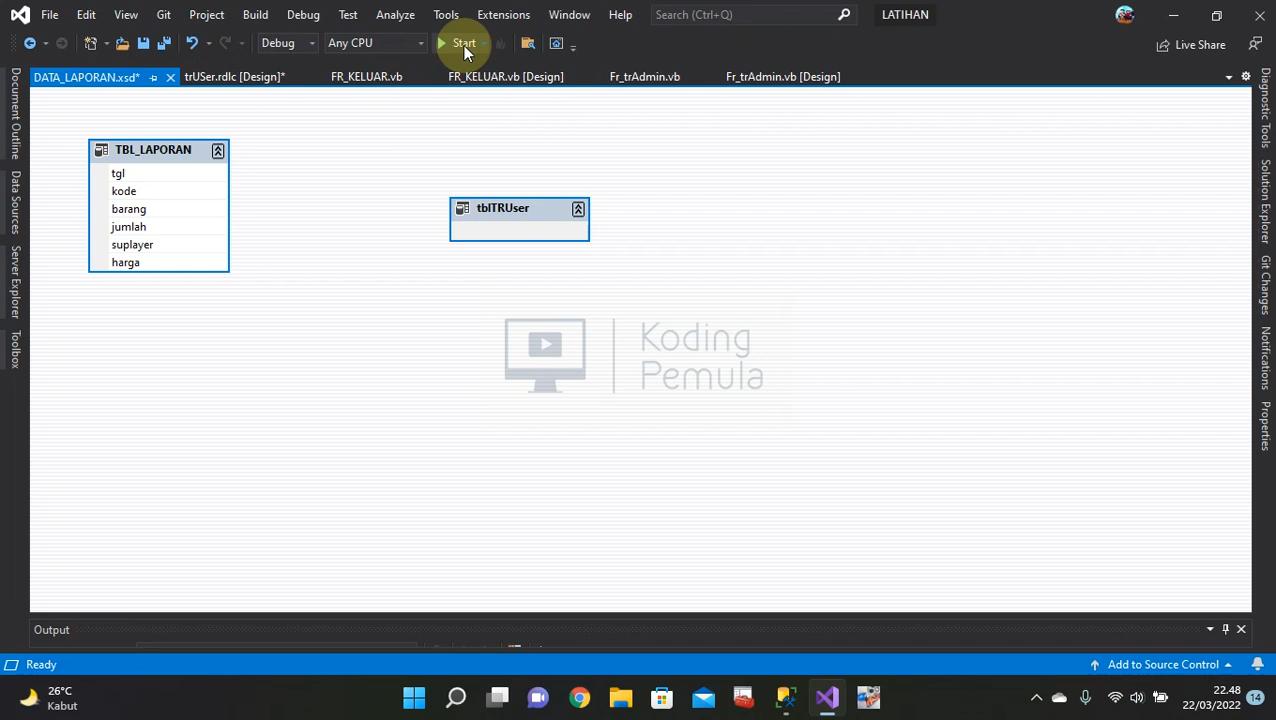 File Edit View Git Project Build Debug Test Analyze Tools Extensions Window Help Search (Ctrl+Q) LATIHAN
Debug Any CPU Start Live Share
DATA_LAPORAN.xsd* trUSer.rdlc [Design]* FR_KELUAR.vb FR_KELUAR.vb [Design] Fr_trAdmin.vb Fr_trAdmin.vb [Design]
Document Outline
Data Sources
Server Explorer
Toolbox
TBL_LAPORAN
tgl
kode
barang
jumlah
suplayer
harga
tblTRUser
Koding
Pemula
Diagnostic Tools
Solution Explorer
Git Changes
Notifications
Properties
Output
Ready Add to Source Control
26°C
Kabut
22.48
22/03/2022
14